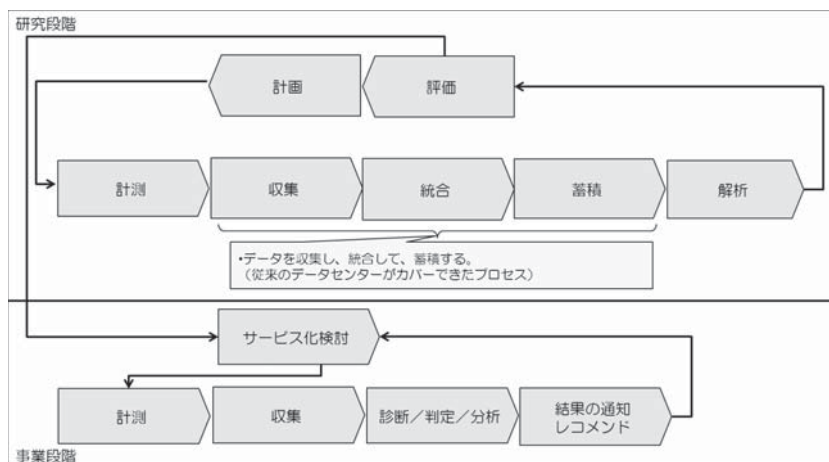 研究段階
計画
評価
計測
収集
統合
蓄積
解析
•データを収集し、統合して、蓄積する。
（従来のデータセンターがカバーできたプロセス）
サービス化検討
計測
収集
診断／判定／分析
結果の通知
レコメンド
事業段階